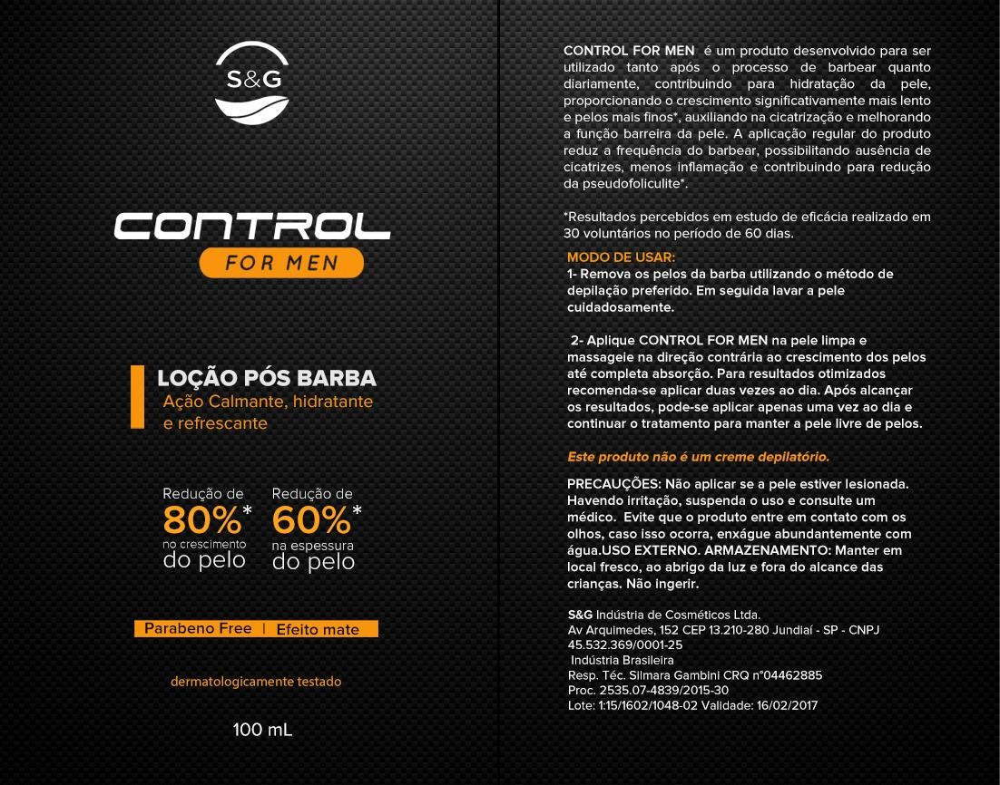 S&G
CONTROL
FOR MEN
LOÇÃO PÓS BARBA
Ação Calmante, hidratante
e refrescante
Redução de
80%*
no crescimento
do pelo
Redução de
60%*
na espessura
do pelo
Parabeno Free | Efeito mate
dermatologicamente testado
100 mL
CONTROL FOR MEN é um produto desenvolvido para ser
utilizado tanto após o processo de barbear quanto
diariamente, contribuindo para hidratação da pele,
proporcionando o crescimento significativamente mais lento
e pelos mais finos*, auxiliando na cicatrização e melhorando
a função barreira da pele. A aplicação regular do produto
reduz a frequência do barbear, possibilitando ausência de
cicatrizes, menos inflamação e contribuindo para redução
da pseudofoliculite*.
*Resultados percebidos em estudo de eficácia realizado em
30 voluntários no período de 60 dias.
MODO DE USAR:
1- Remova os pelos da barba utilizando o método de
depilação preferido. Em seguida lavar a pele
cuidadosamente.
2- Aplique CONTROL FOR MEN na pele limpa e
massageie na direção contrária ao crescimento dos pelos
até completa absorção. Para resultados otimizados
recomenda-se aplicar duas vezes ao dia. Após alcançar
os resultados, pode-se aplicar apenas uma vez ao dia e
continuar o tratamento para manter a pele livre de pelos.
Este produto não é um creme depilatório.
PRECAUÇÕES: Não aplicar se a pele estiver lesionada.
Havendo irritação, suspenda o uso e consulte um
médico. Evite que o produto entre em contato com os
olhos, caso isso ocorra, enxágue abundantemente com
água.USO EXTERNO. ARMAZENAMENTO: Manter em
local fresco, ao abrigo da luz e fora do alcance das
crianças. Não ingerir.
S&G Indústria de Cosméticos Ltda.
Av Arquimedes, 152 CEP 13.210-280 Jundiaí - SP - CNPJ
45.532.369/0001-25
Indústria Brasileira
Resp. Téc. Silmara Gambini CRQ n°04462885
Proc. 2535.07-4839/2015-30
Lote: 1:15/1602/1048-02 Validade: 16/02/2017